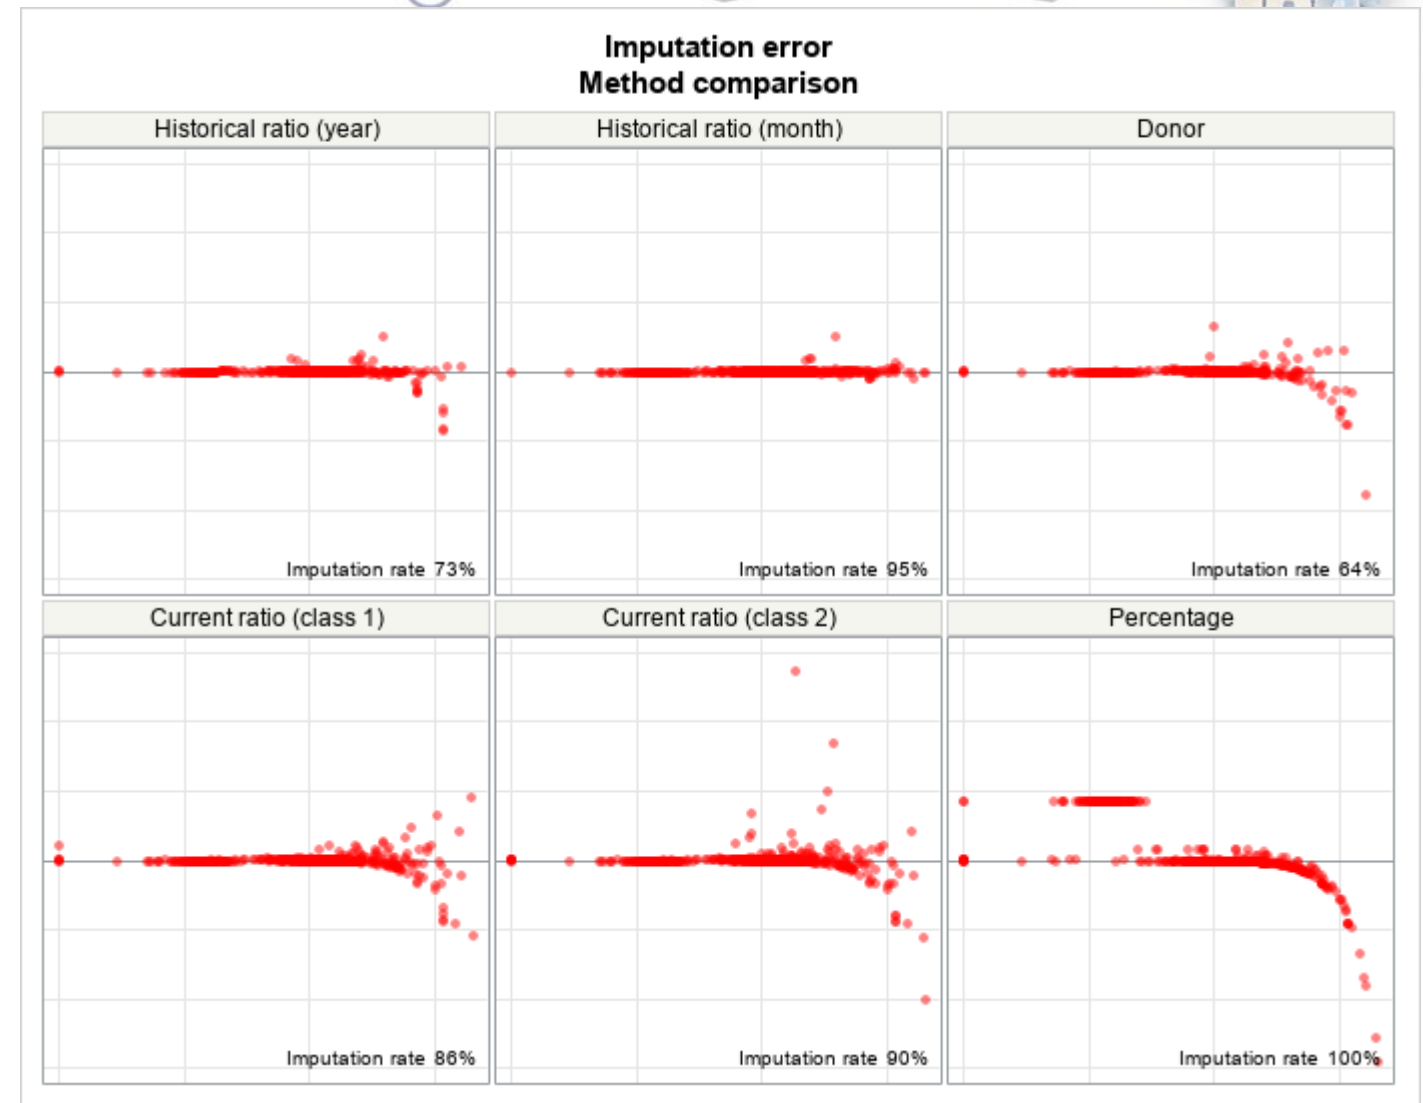 Imputation error
Method comparison
Historical ratio (year)
Historical ratio (month)
Donor
Imputation rate 73%
Imputation rate 95%
Imputation rate 64%
Current ratio (class 1)
Current ratio (class 2)
Percentage
Imputation rate 86%
Imputation rate 90%
Imputation rate 100%